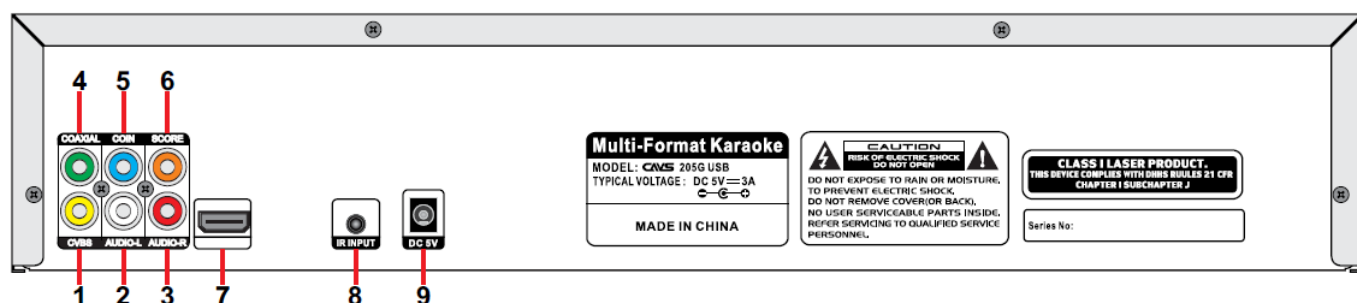 4 5 6
COAXIAL COIN SCORE
CVBS AUDIO-L AUDIO-R
IR INPUT
DC 5V
1 2 3 7 8 9
Multi-Format Karaoke
MODEL: CAVS 205G USB
TYPICAL VOLTAGE: DC 5V⎓3A
MADE IN CHINA
CAUTION
RISK OF ELECTRIC SHOCK
DO NOT OPEN
DO NOT EXPOSE TO RAIN OR MOISTURE,
TO PREVENT ELECTRIC SHOCK,
DO NOT REMOVE COVER(OR BACK),
NO USER SERVICEABLE PARTS INSIDE.
REFER SERVICING TO QUALIFIED SERVICE
PERSONNEL.
CLASS I LASER PRODUCT.
THIS DEVICE COMPLIES WITH DHHS RUULES 21 CFR
CHAPTER I SUBCHAPTER J
Series No: